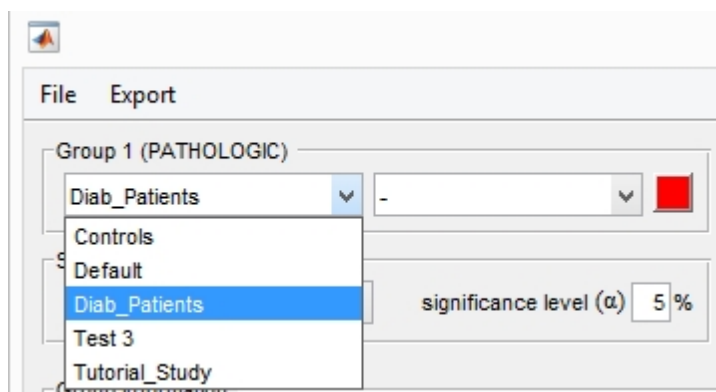 File Export
Group 1 (PATHOLOGIC)
Diab_Patients -
Controls
Default
Diab_Patients
significance level (α) 5 %
Test 3
Tutorial_Study